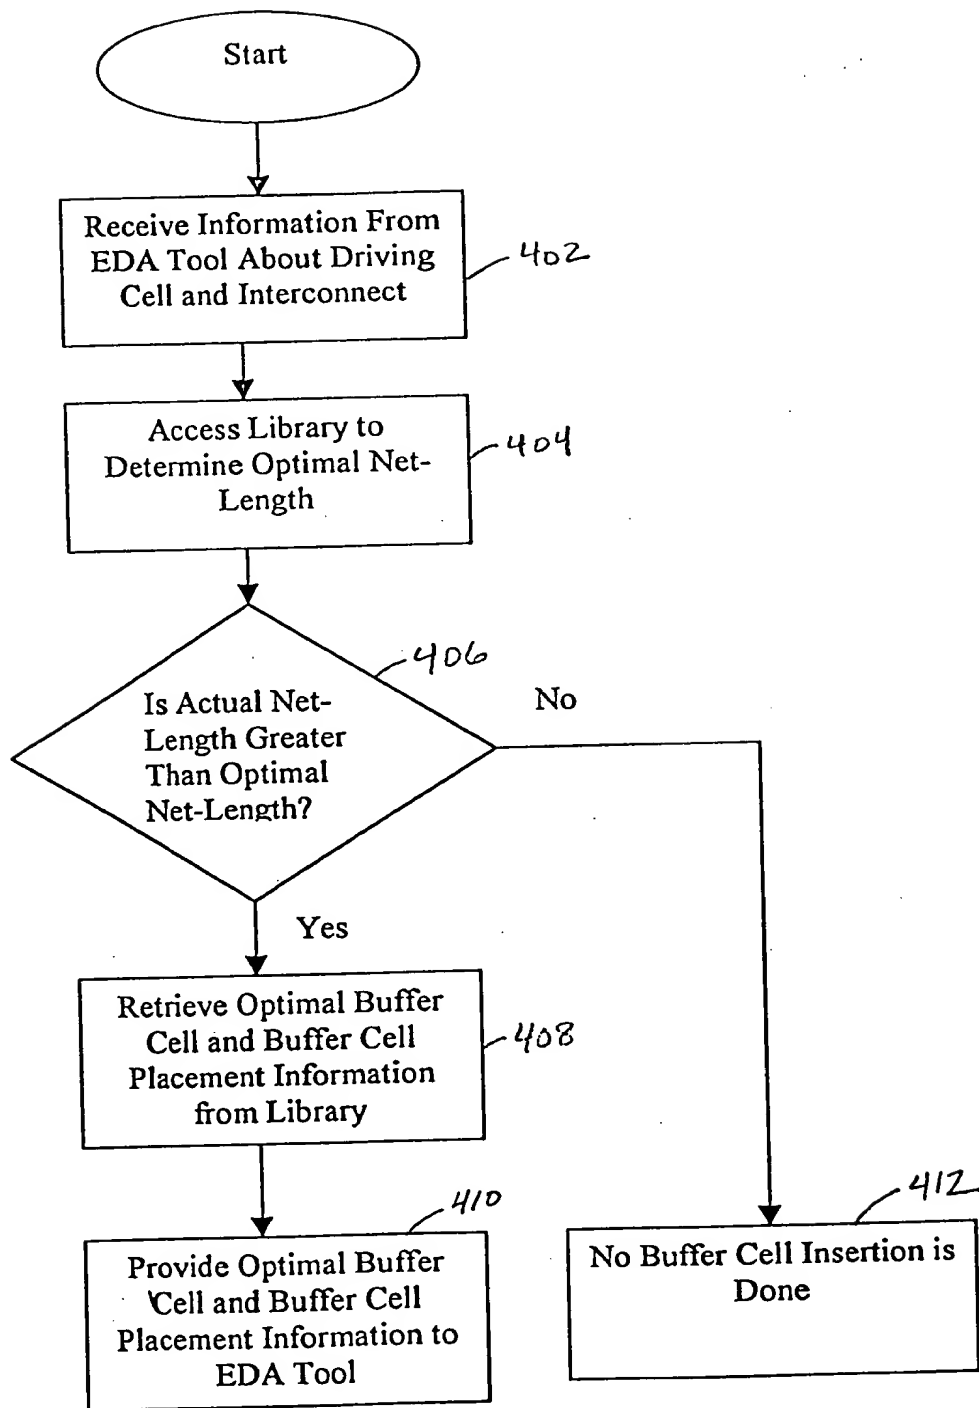 Start
Receive Information From
EDA Tool About Driving
Cell and Interconnect
402
Access Library to
Determine Optimal Net-
Length
404
406
Is Actual Net-
Length Greater
Than Optimal
Net-Length?
No
Yes
Retrieve Optimal Buffer
Cell and Buffer Cell
Placement Information
from Library
408
410
Provide Optimal Buffer
Cell and Buffer Cell
Placement Information to
EDA Tool
412
No Buffer Cell Insertion is
Done